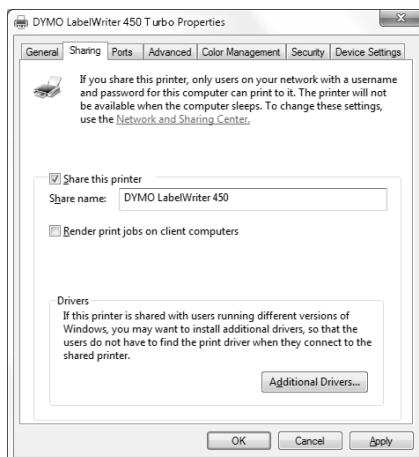 DYMO LabelWriter 450 Turbo Properties
General Sharing Ports Advanced Color Management Security Device Settings
If you share this printer, only users on your network with a username
and password for this computer can print to it. The printer will not
be available when the computer sleeps. To change these settings,
use the Network and Sharing Center.
Share this printer
Share name: DYMO LabelWriter 450
Render print jobs on client computers
Drivers
If this printer is shared with users running different versions of
Windows, you may want to install additional drivers, so that the
users do not have to find the print driver when they connect to the
shared printer.
Additional Drivers...
OK Cancel Apply